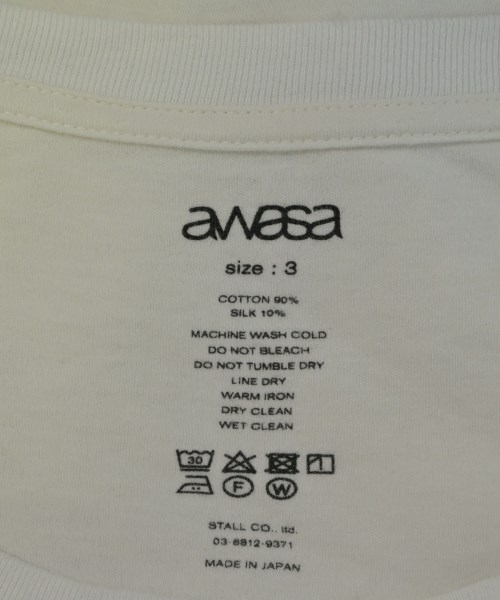 awasa
size : 3
COTTON 90%
SILK 10%
MACHINE WASH COLD
DO NOT BLEACH
DO NOT TUMBLE DRY
LINE DRY
WARM IRON
DRY CLEAN
WET CLEAN
30
F W
STALL CO., ltd.
03-6812-9371
MADE IN JAPAN